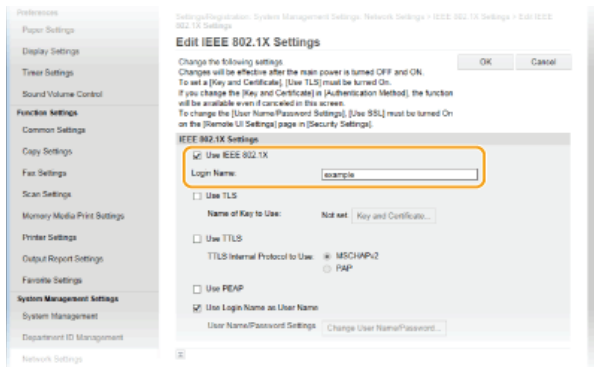 Preferences
Paper Settings
Display Settings
Timer Settings
Sound Volume Control
Function Settings
Common Settings
Copy Settings
Fax Settings
Scan Settings
Memory Media Print Settings
Printer Settings
Output Report Settings
Favorite Settings
System Management Settings
System Management
Department ID Management
Network Settings
Settings/Registration: System Management Settings: Network Settings > IEEE 802.1X Settings > Edit IEEE
802.1X Settings
Edit IEEE 802.1X Settings
Change the following settings
Changes will be effective after the main power is turned OFF and ON.
To set a [Key and Certificate], [Use TLS] must be turned On.
If you change the [Key and Certificate] in [Authentication Method], the function
will be available even if canceled in this screen.
To change the [User Name/Password Settings], [Use SSL] must be turned On
on the [Remote UI Settings] page in [Security Settings].
OK
Cancel
IEEE 802.1X Settings
Use IEEE 802.1X
Login Name:
example
Use TLS
Name of Key to Use:
Not set
Key and Certificate...
Use TTLS
TTLS Internal Protocol to Use:
MSCHAPv2
PAP
Use PEAP
Use Login Name as User Name
User Name/Password Settings
Change User Name/Password...